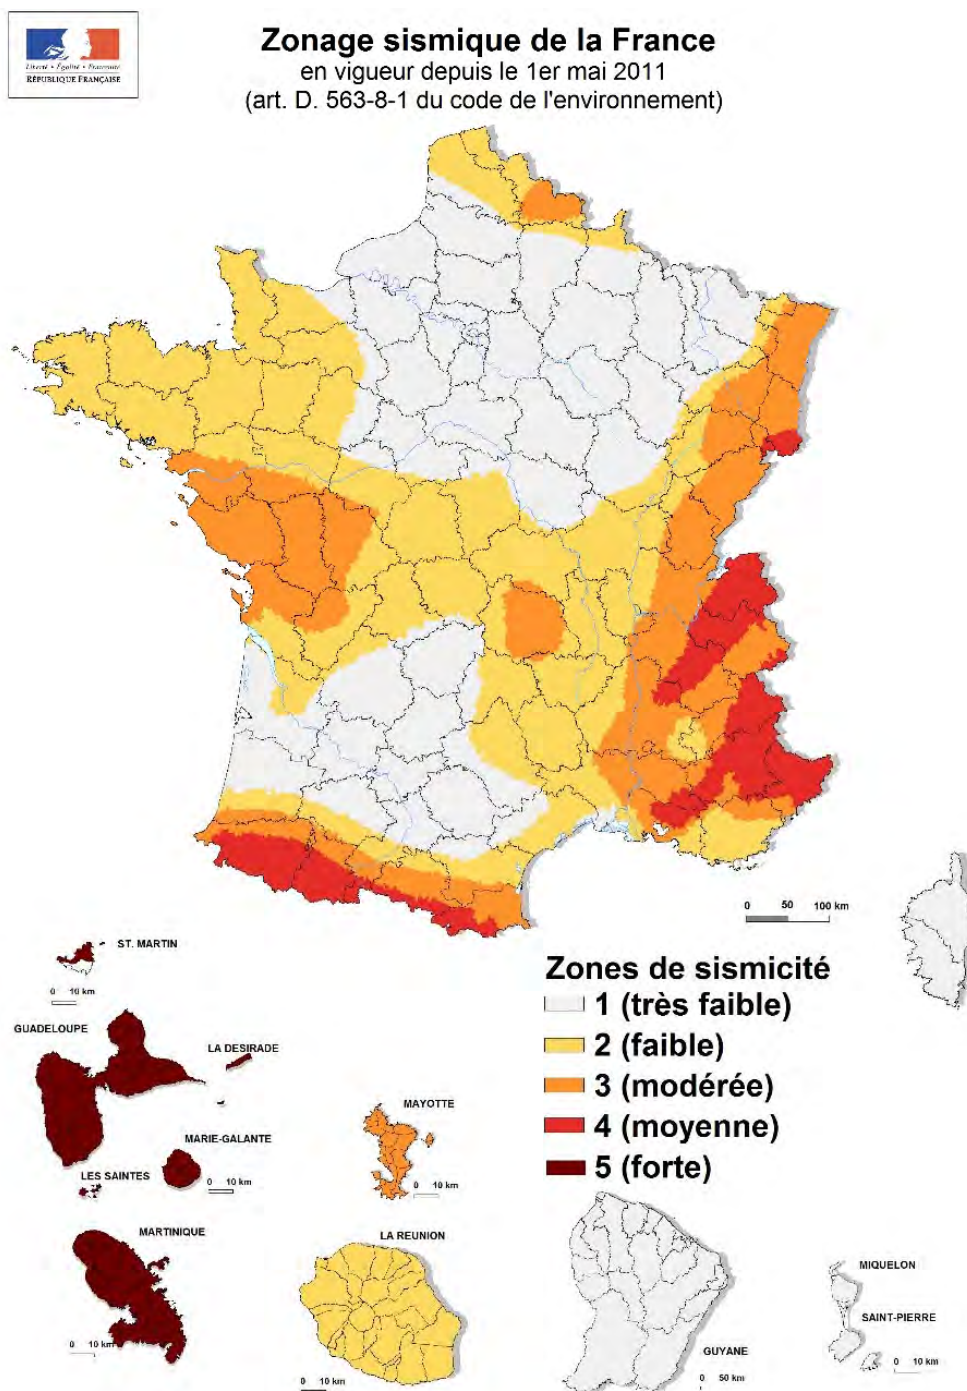 Liberté • Égalité • Fraternité
RÉPUBLIQUE FRANÇAISE
Zonage sismique de la France
en vigueur depuis le 1er mai 2011
(art. D. 563-8-1 du code de l'environnement)
0 50 100 km
ST. MARTIN
0 10 km
GUADELOUPE
LA DESIRADE
MARIE-GALANTE
0 10 km
LES SAINTES
MAYOTTE
0 10 km
Zones de sismicité
1 (très faible)
2 (faible)
3 (modérée)
4 (moyenne)
5 (forte)
MARTINIQUE
0 10 km
LA REUNION
0 10 km
GUYANE
0 50 km
MIQUELON
SAINT-PIERRE
0 10 km